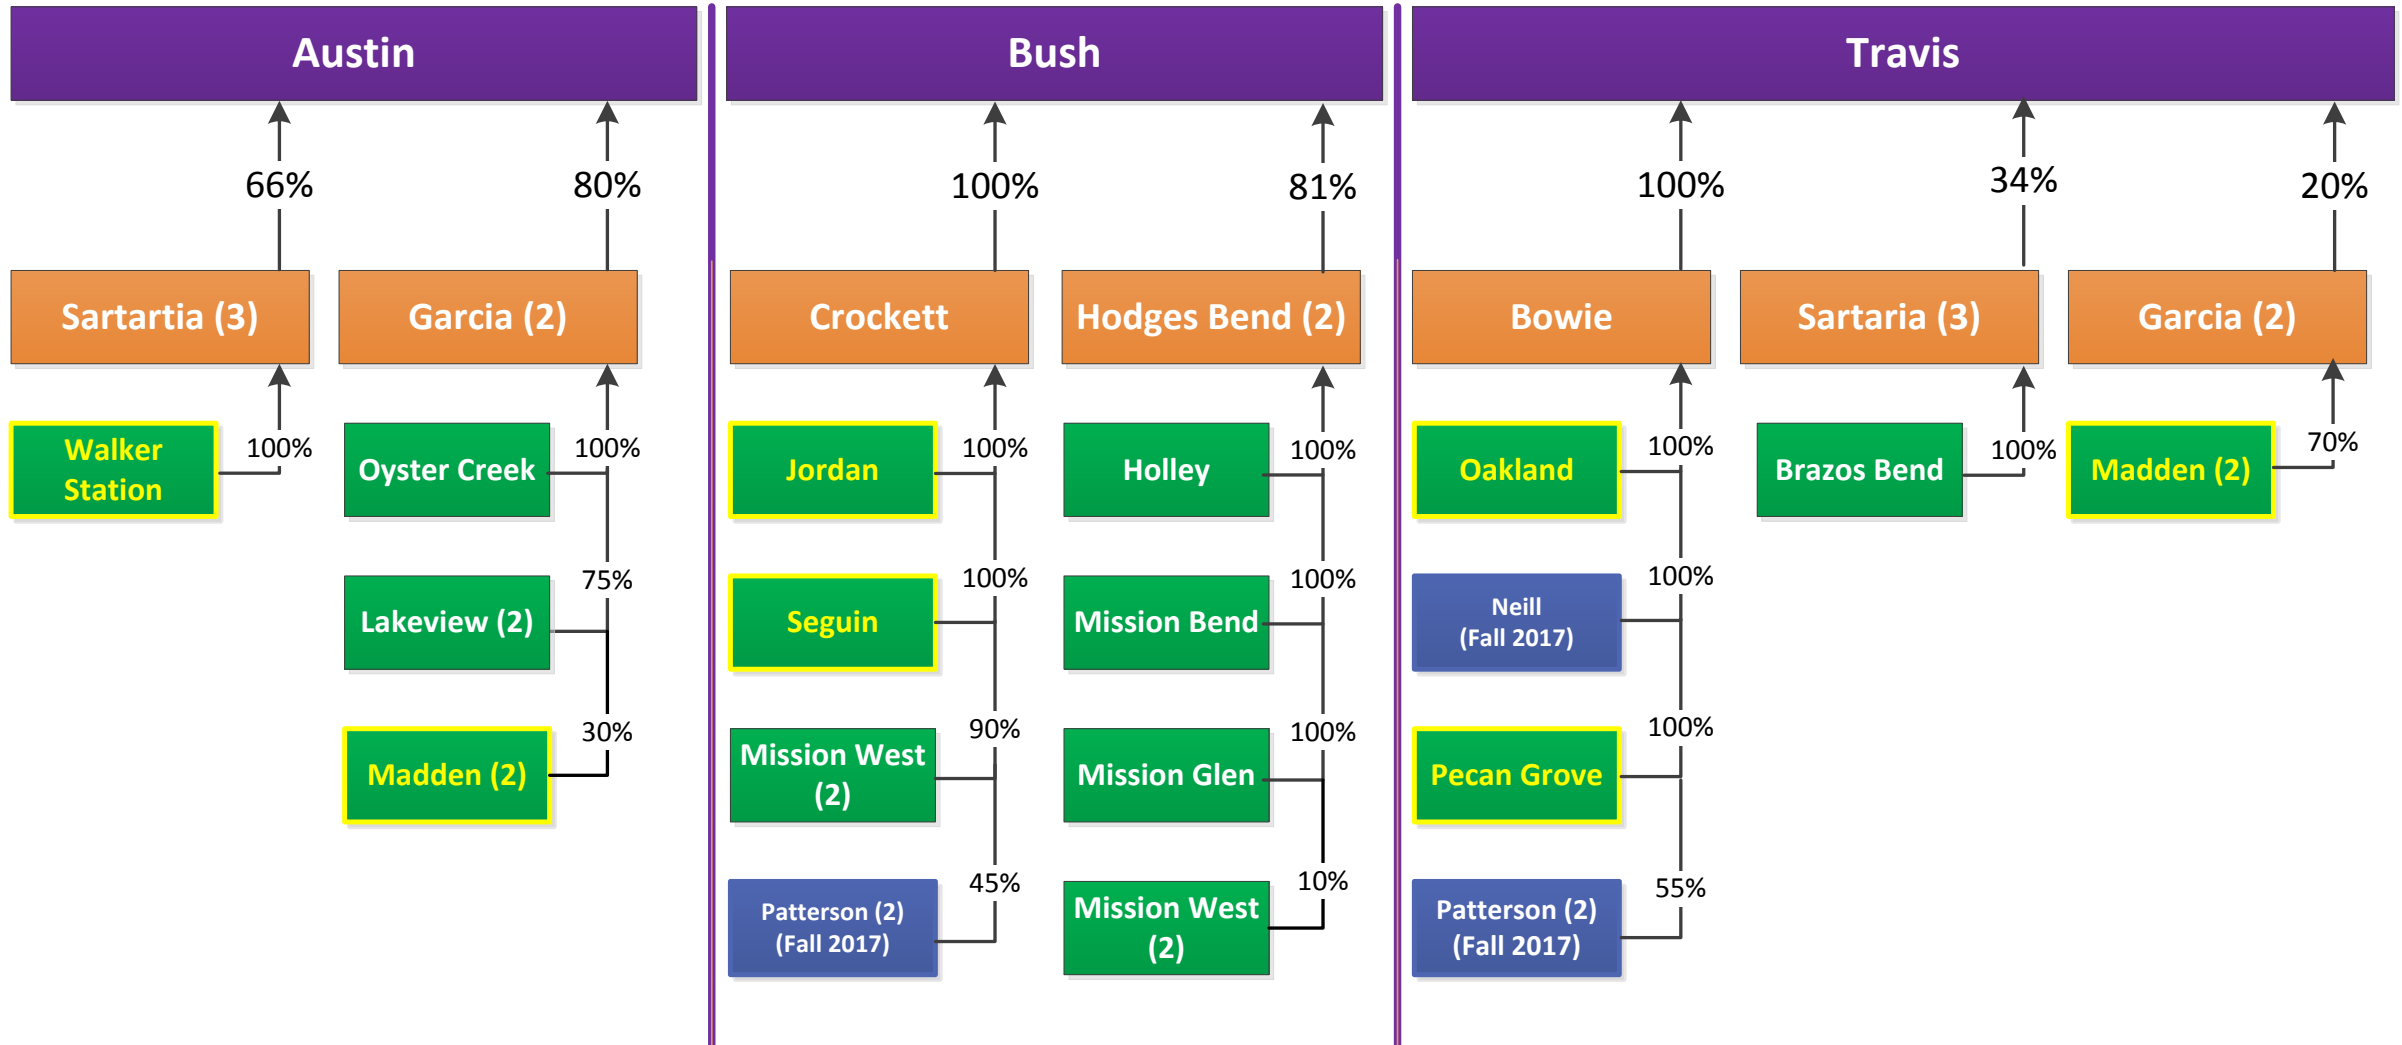 Austin
Bush
Travis
66%
80%
100%
81%
100%
34%
20%
Sartartia (3)
Garcia (2)
Crockett
Hodges Bend (2)
Bowie
Sartaria (3)
Garcia (2)
Walker
Station
100%
Oyster Creek
100%
Jordan
100%
Holley
100%
Oakland
100%
Brazos Bend
100%
Madden (2)
70%
Lakeview (2)
75%
Seguin
100%
Mission Bend
100%
Neill
(Fall 2017)
100%
Madden (2)
30%
Mission West
(2)
90%
Mission Glen
100%
Pecan Grove
100%
Patterson (2)
(Fall 2017)
45%
Mission West
(2)
10%
Patterson (2)
(Fall 2017)
55%